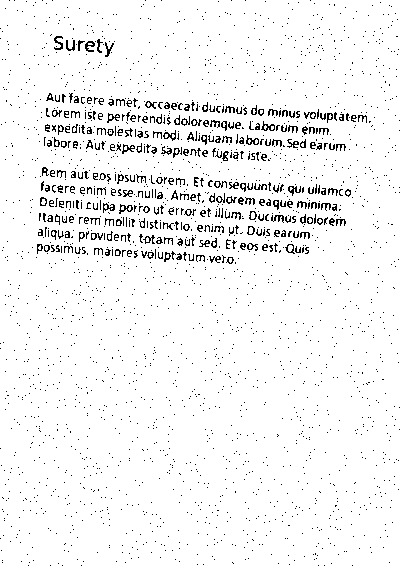 Surety
Aut facere amet, occaecati ducimus do minus voluptatem.
Lorem iste perferendis doloremque. Laborum enim
expedita molestias modi. Aliquam laborum. Sed earum
labore. Aut expedita sapiente fugiat iste.
Rem aut eos ipsum Lorem. Et consequuntur qui ullamco
facere enim esse nulla. Amet, dolorem eaque minima.
Deleniti culpa porro ut error et illum. Ducimus dolorem
itaque rem mollit distinctio, enim ut. Duis earum
aliqua, provident, totam aut sed. Et eos est. Quis
possimus, maiores voluptatum vero.